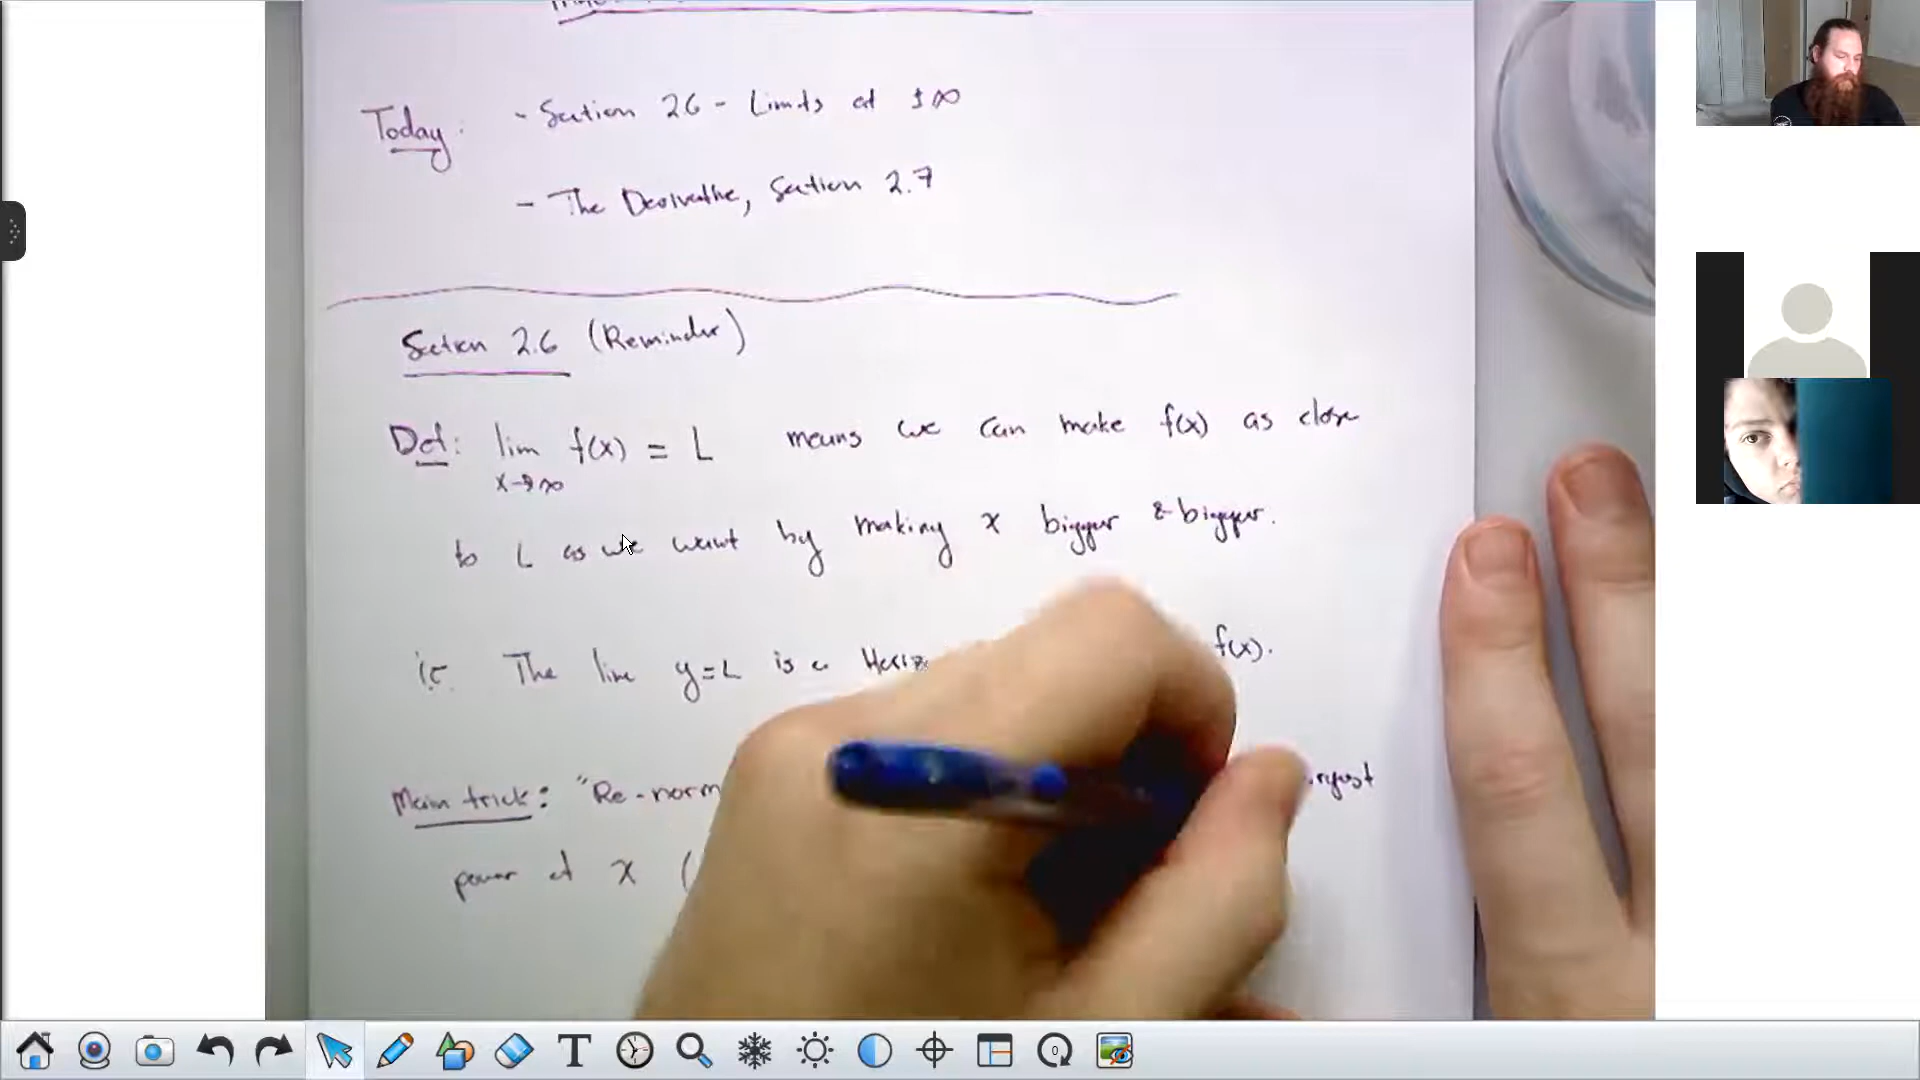 Today: - Section 2.6 - Limits at ±∞
- The Derivative, Section 2.7
Section 2.6 (Reminder)
Def: lim f(x) = L means we can make f(x) as close
x→∞
to L as we want by making x bigger & bigger.
i.e. The line y=L is a Horiz f(x).
Main trick: "Re-norm
power of x (
T
0